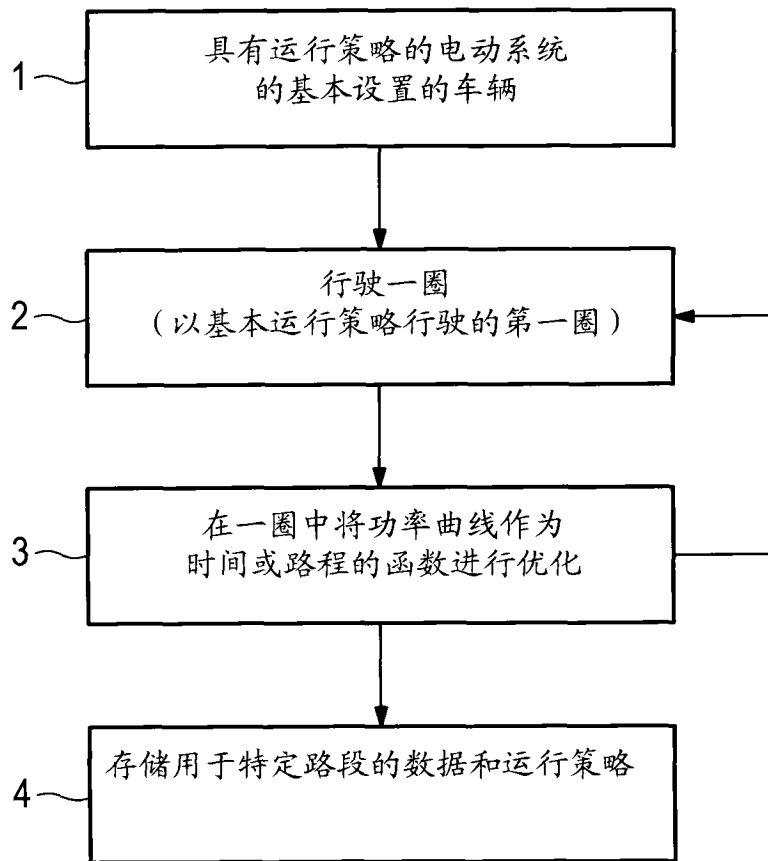 1
具有运行策略的电动系统
的基本设置的车辆
2
行驶一圈
（以基本运行策略行驶的第一圈）
3
在一圈中将功率曲线作为
时间或路程的函数进行优化
4
存储用于特定路段的数据和运行策略